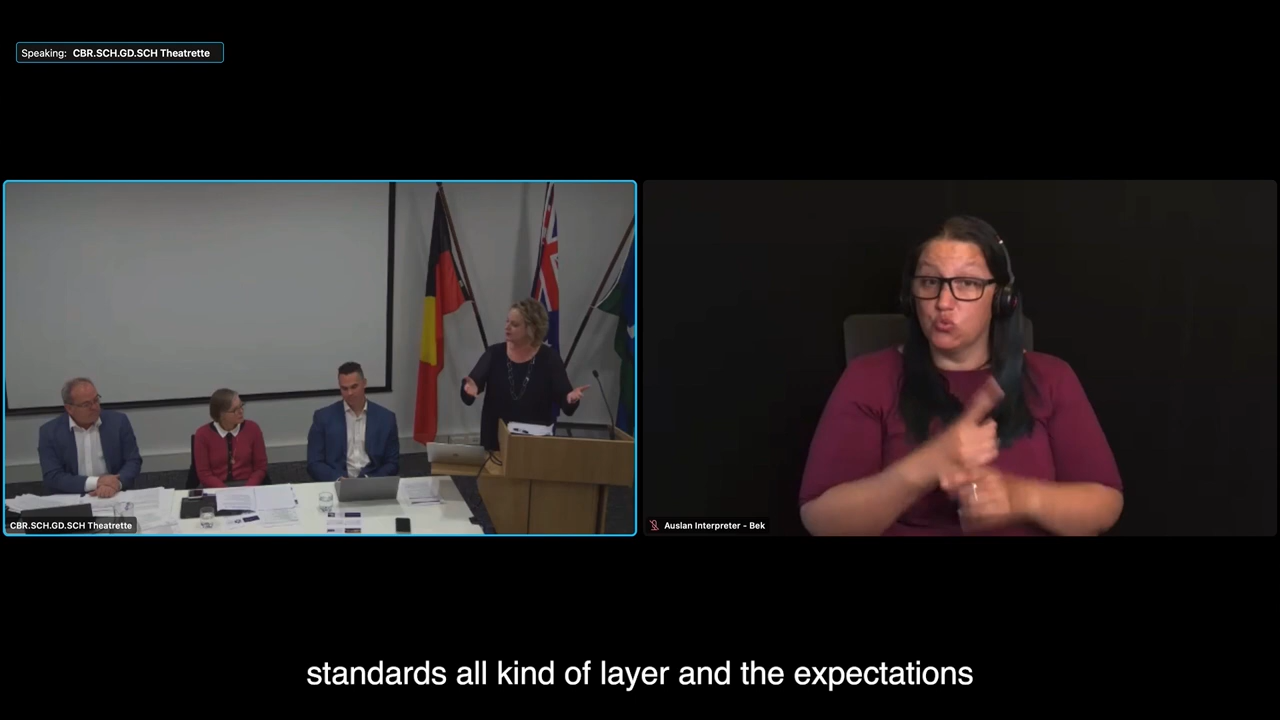 Speaking: CBR.SCH.GD.SCH Theatrette
CBR.SCH.GD.SCH Theatrette
Auslan Interpreter - Bek
standards all kind of layer and the expectations